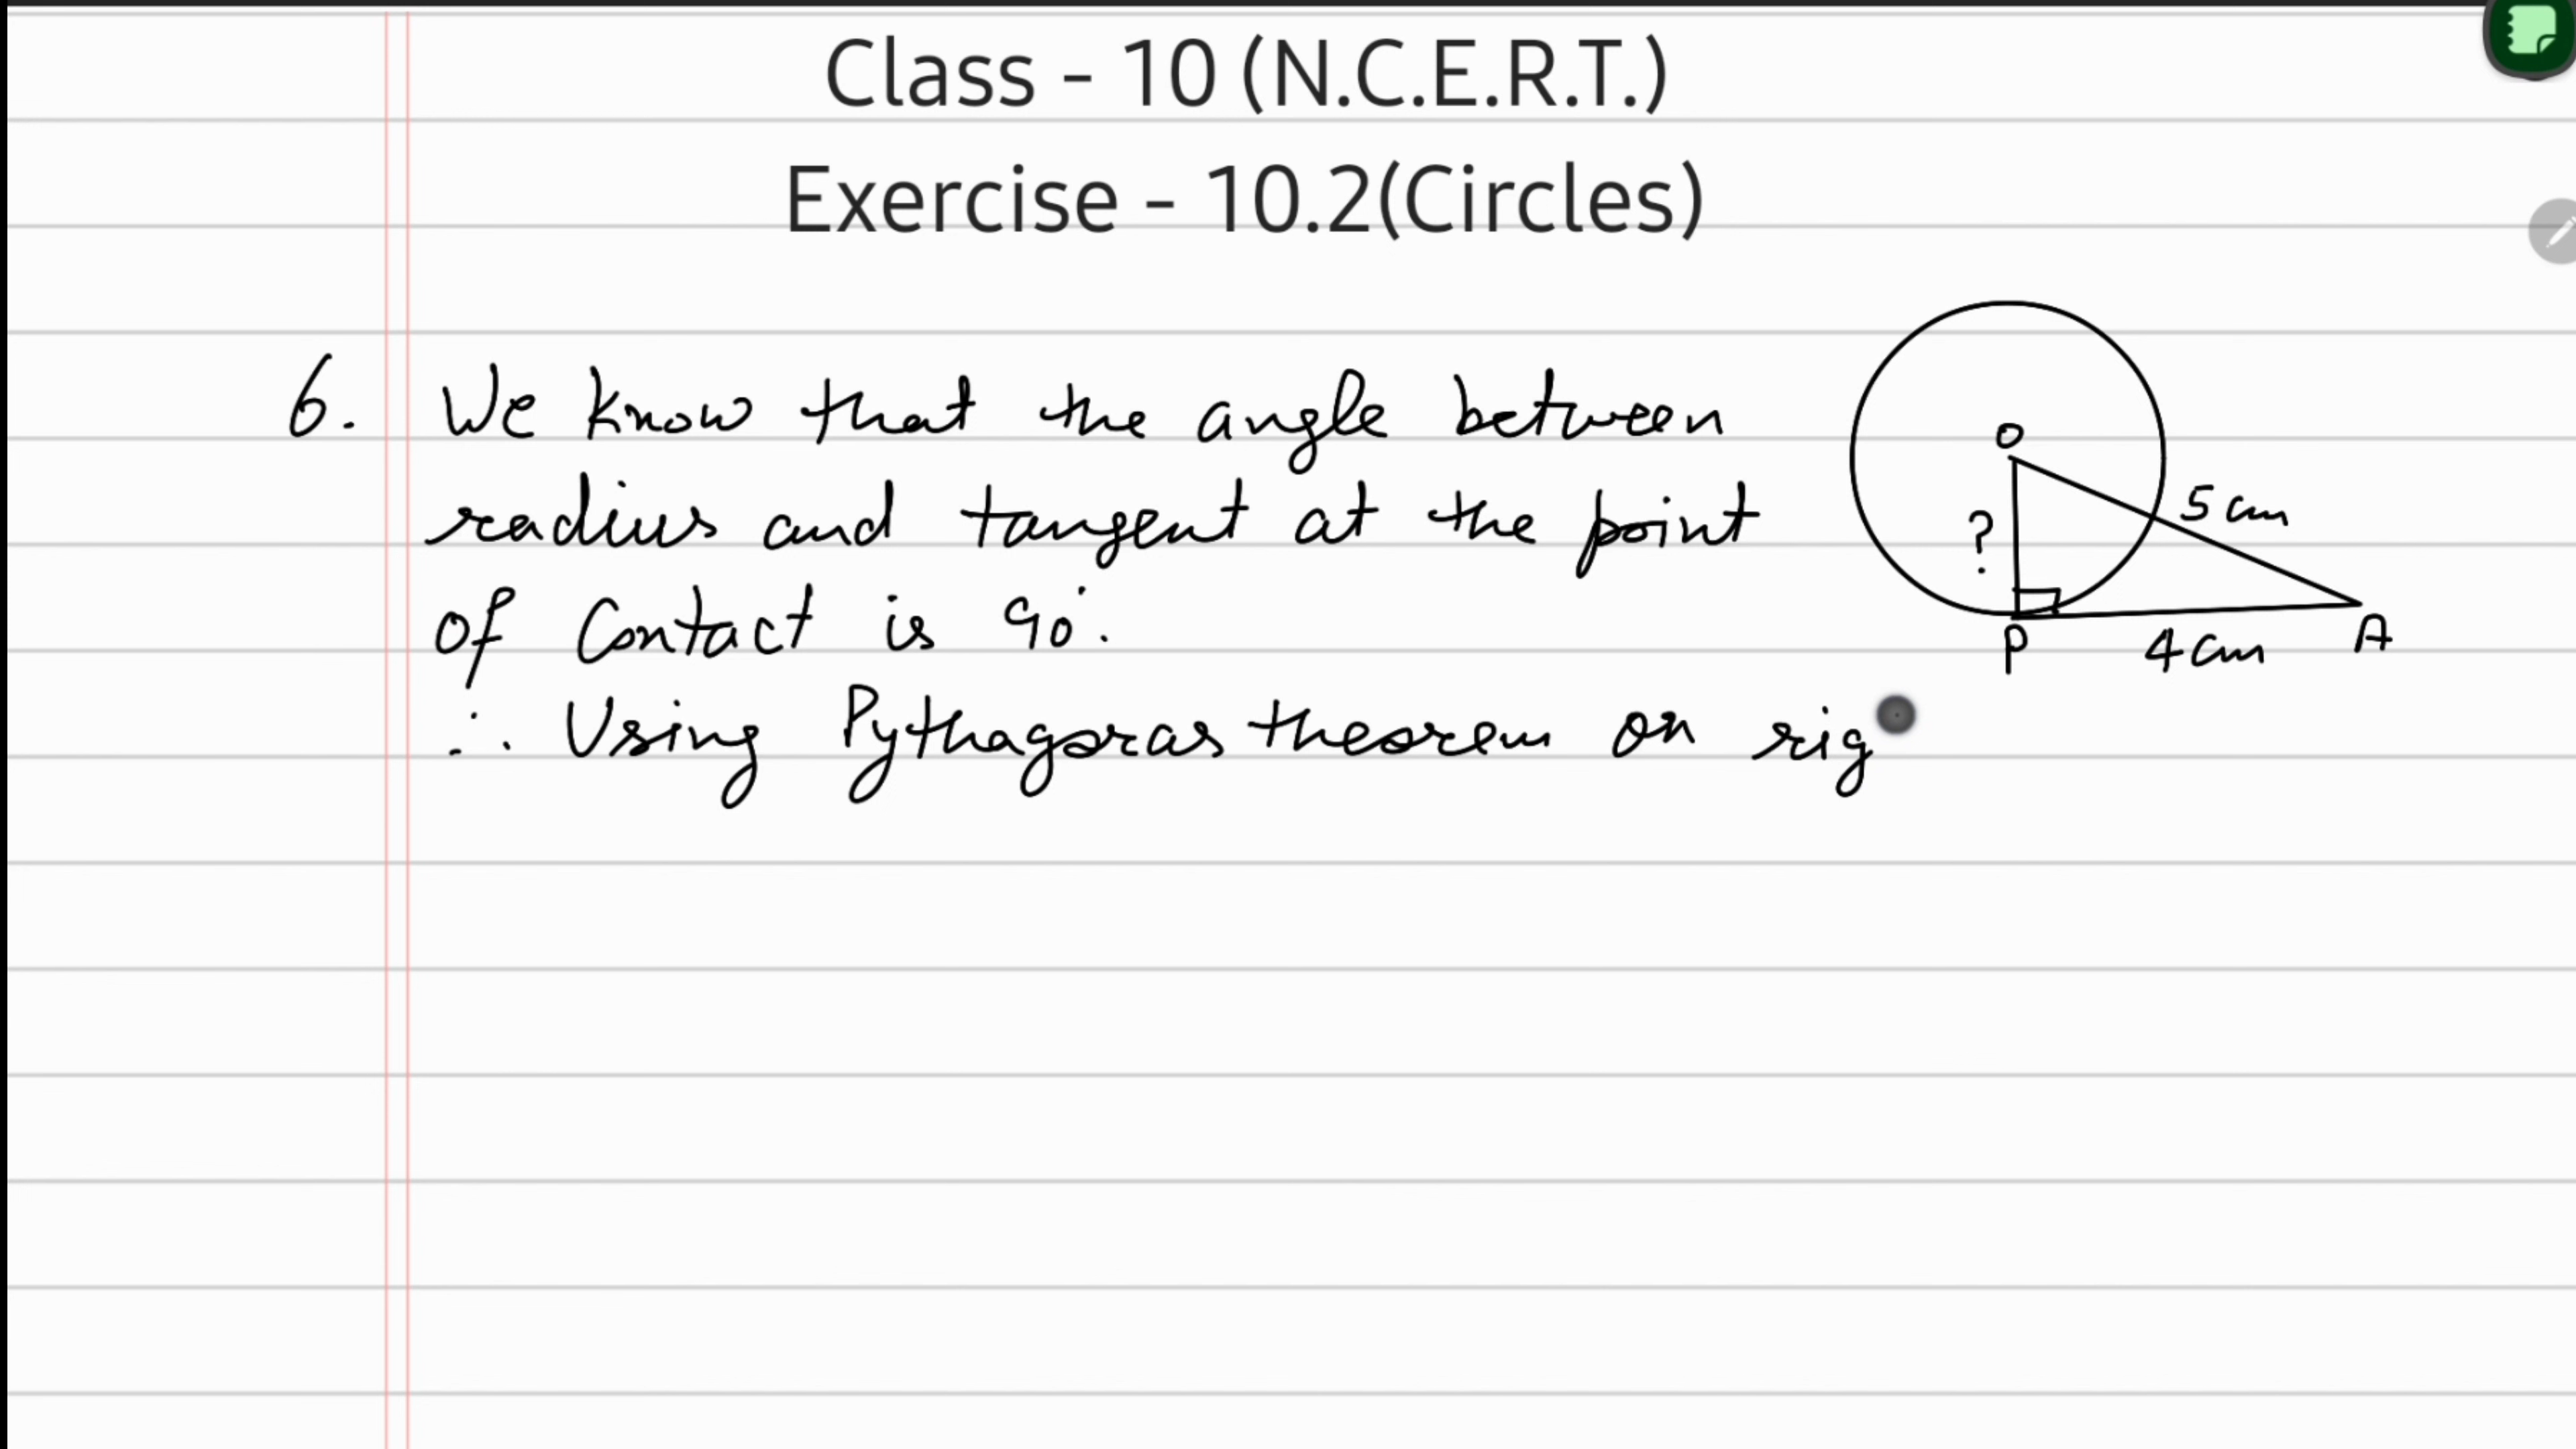 Class - 10 (N.C.E.R.T.)
Exercise - 10.2(Circles)
6. We know that the angle between
radius and tangent at the point
of Contact is 90°.
∴ Using Pythagoras theorem on rig
O
5 cm
?
P
4 cm
A